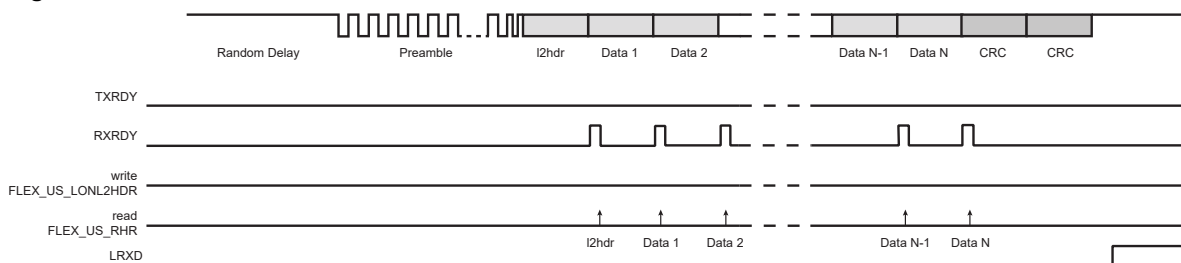 Random Delay Preamble l2hdr Data 1 Data 2 Data N-1 Data N CRC CRC
TXRDY
RXRDY
write
FLEX_US_LONL2HDR
read
FLEX_US_RHR
l2hdr Data 1 Data 2 Data N-1 Data N
LRXD